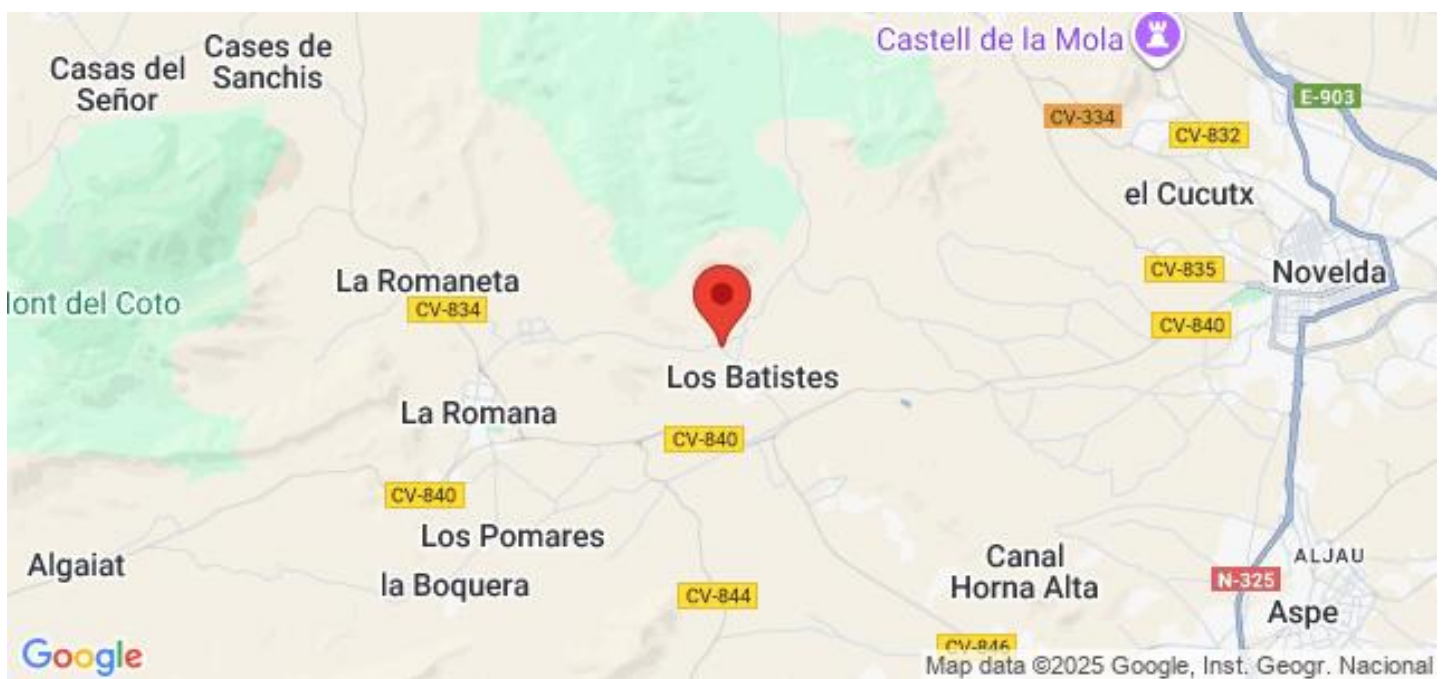 Castell de la Mola
Cases de
Sanchis
Casas del
Señor
E-903
CV-334
CV-832
el Cucutx
La Romaneta
CV-835
Novelda
ont del Coto
CV-834
CV-840
Los Batistes
La Romana
CV-840
CV-840
Los Pomares
Algaiat
la Boquera
Canal
Horna Alta
ALJAU
N-325
CV-844
Aspe
CV-846
Google
Map data ©2025 Google, Inst. Geogr. Nacional